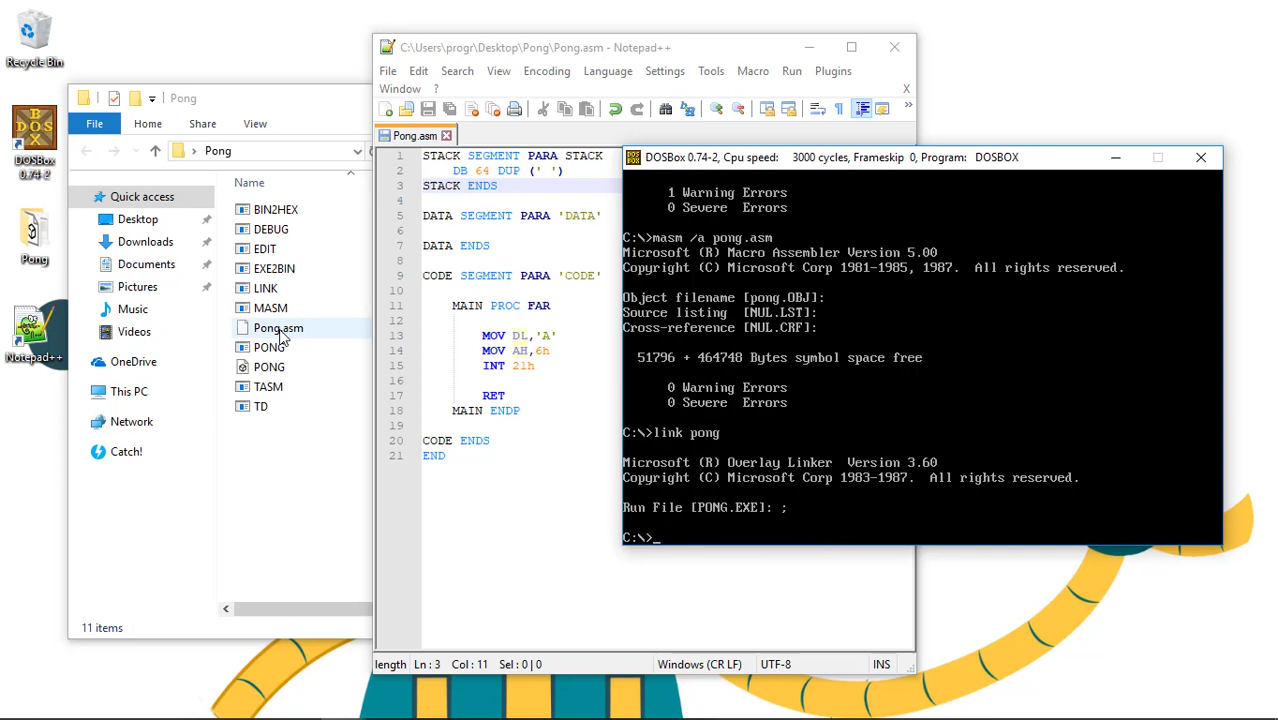 Recycle Bin
DOSBox
0.74-2
Pong
Notepad++
Pong
File
Home
Share
View
Pong
Quick access
Desktop
Downloads
Documents
Pictures
Music
Videos
OneDrive
This PC
Network
Catch!
Name
BIN2HEX
DEBUG
EDIT
EXE2BIN
LINK
MASM
Pong.asm
PONG
PONG
TASM
TD
11 items
C:\Users\progr\Desktop\Pong\Pong.asm - Notepad++
File Edit Search View Encoding Language Settings Tools Macro Run Plugins
Window ? X
Pong.asm
1 STACK SEGMENT PARA STACK
2 DB 64 DUP (' ')
3 STACK ENDS
4
5 DATA SEGMENT PARA 'DATA'
6
7 DATA ENDS
8
9 CODE SEGMENT PARA 'CODE'
10
11 MAIN PROC FAR
12
13 MOV DL,'A'
14 MOV AH,6h
15 INT 21h
16
17 RET
18 MAIN ENDP
19
20 CODE ENDS
21 END
length Ln : 3 Col : 11 Sel : 0 | 0 Windows (CR LF) UTF-8 INS
DOSBox 0.74-2, Cpu speed: 3000 cycles, Frameskip 0, Program: DOSBOX
1 Warning Errors
0 Severe Errors
C:\>masm /a pong.asm
Microsoft (R) Macro Assembler Version 5.00
Copyright (C) Microsoft Corp 1981-1985, 1987. All rights reserved.
Object filename [pong.OBJ]:
Source listing [NUL.LST]:
Cross-reference [NUL.CRF]:
51796 + 464748 Bytes symbol space free
0 Warning Errors
0 Severe Errors
C:\>link pong
Microsoft (R) Overlay Linker Version 3.60
Copyright (C) Microsoft Corp 1983-1987. All rights reserved.
Run File [PONG.EXE]: ;
C:\>_